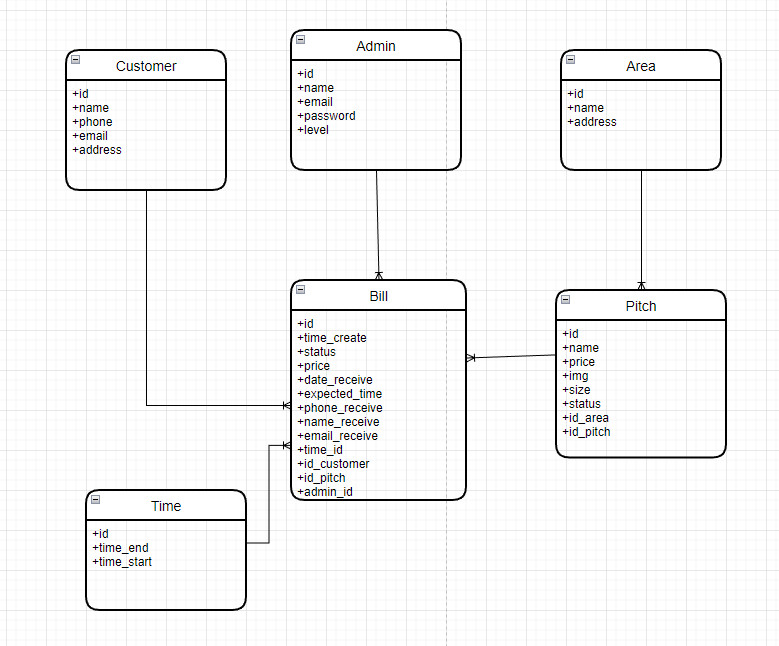 Customer
+id
+name
+phone
+email
+address
Admin
+id
+name
+email
+password
+level
Area
+id
+name
+address
Bill
+id
+time_create
+status
+price
+date_receive
+expected_time
+phone_receive
+name_receive
+email_receive
+time_id
+id_customer
+id_pitch
+admin_id
Pitch
+id
+name
+price
+img
+size
+status
+id_area
+id_pitch
Time
+id
+time_end
+time_start